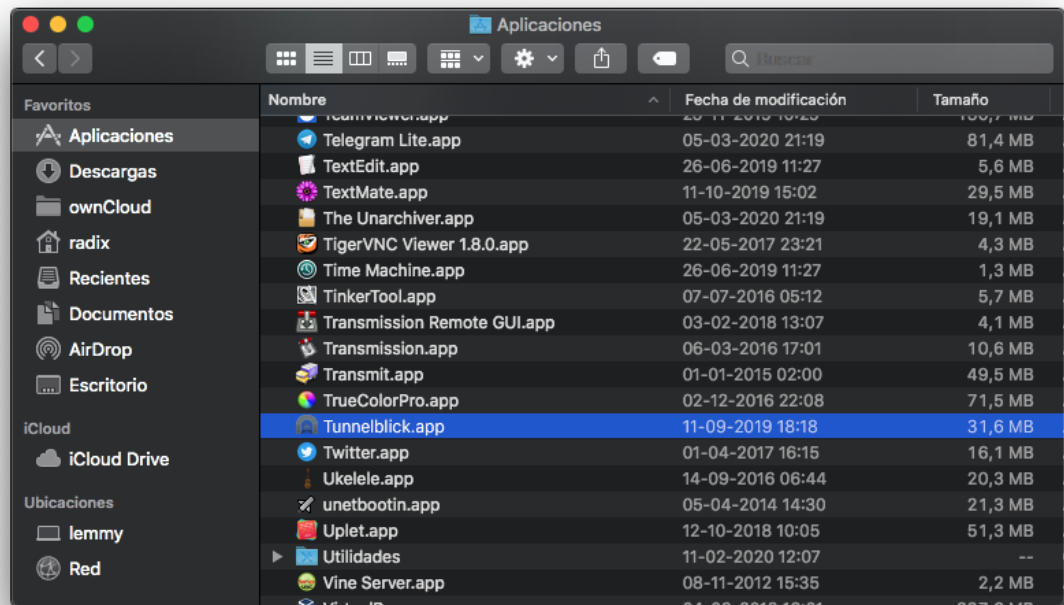 Aplicaciones
Buscar
Favoritos
Aplicaciones
Descargas
ownCloud
radix
Recientes
Documentos
AirDrop
Escritorio
iCloud
iCloud Drive
Ubicaciones
lemmy
Red
Nombre Fecha de modificación Tamaño
TeamViewer.app
Telegram Lite.app 05-03-2020 21:19 81,4 MB
TextEdit.app 26-06-2019 11:27 5,6 MB
TextMate.app 11-10-2019 15:02 29,5 MB
The Unarchiver.app 05-03-2020 21:19 19,1 MB
TigerVNC Viewer 1.8.0.app 22-05-2017 23:21 4,3 MB
Time Machine.app 26-06-2019 11:27 1,3 MB
TinkerTool.app 07-07-2016 05:12 5,7 MB
Transmission Remote GUI.app 03-02-2018 13:07 4,1 MB
Transmission.app 06-03-2016 17:01 10,6 MB
Transmit.app 01-01-2015 02:00 49,5 MB
TrueColorPro.app 02-12-2016 22:08 71,5 MB
Tunnelblick.app 11-09-2019 18:18 31,6 MB
Twitter.app 01-04-2017 16:15 16,1 MB
Ukelele.app 14-09-2016 06:44 20,3 MB
unetbootin.app 05-04-2014 14:30 21,3 MB
Uplet.app 12-10-2018 10:05 51,3 MB
Utilidades 11-02-2020 12:07 --
Vine Server.app 08-11-2012 15:35 2,2 MB